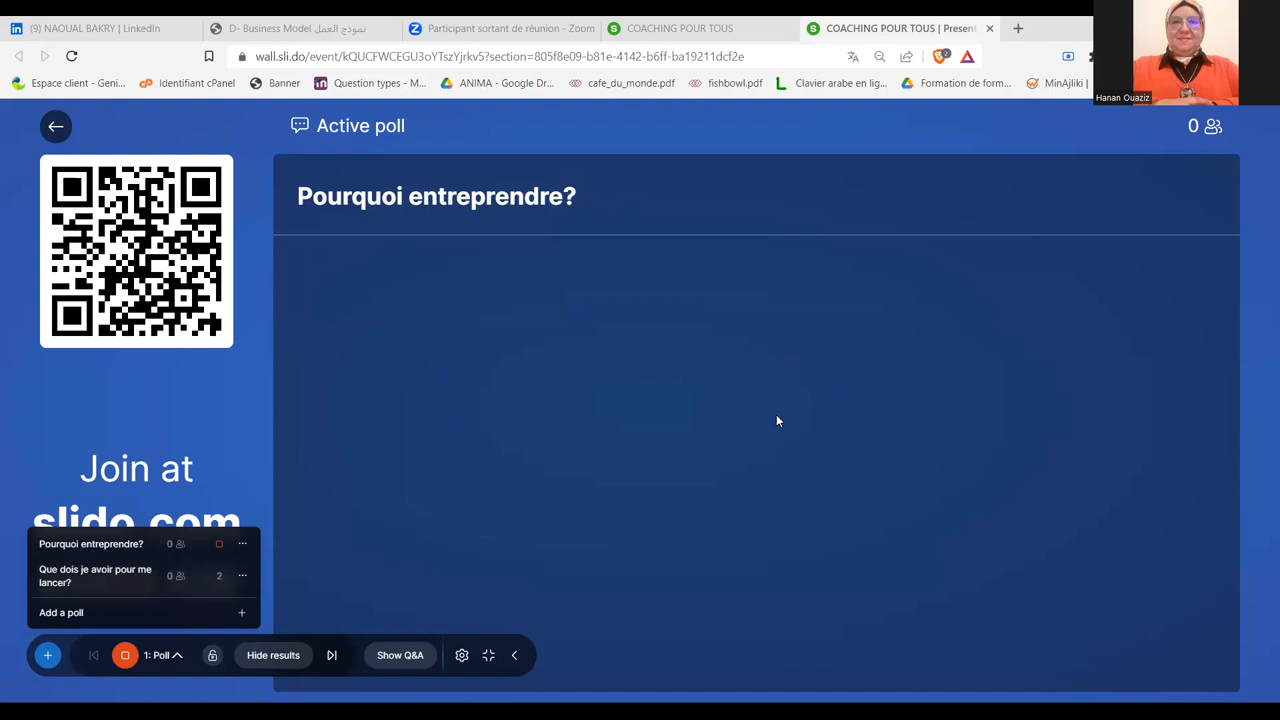 (9) NAOUAL BAKRY | LinkedIn
D- Business Model نموذج العمل
Participant sortant de réunion - Zoom
COACHING POUR TOUS
COACHING POUR TOUS | Present
wall.sli.do/event/kQUCFWCEGU3oYTszYjrkvi?section=805f8e09-b81e-4142-b6ff-ba19211dcf2e
2
Espace client - Geni...
Identifiants cPanel
Banner
Question types - M...
ANIMA - Google Dr...
cafe_du_monde.pdf
fishbowl.pdf
Clavier arabe en lig...
Formation de form...
MinAjliki
Hanan Ouaziz
Active poll
0
Pourquoi entreprendre?
Join at
slido.com
Pourquoi entreprendre? 0
Que dois je avoir pour me
lancer?
0 2
Add a poll
1: Poll
Hide results
Show Q&A